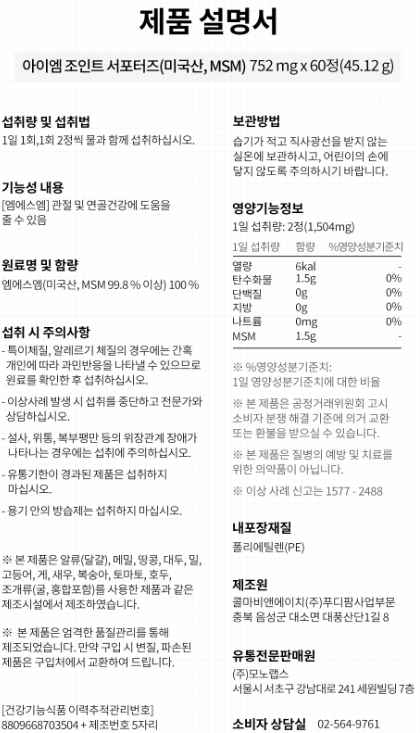 제품 설명서
아이엠 조인트 서포터즈(미국산, MSM) 752 mg x 60정(45.12 g)
섭취량 및 섭취법
1일 1회,1회 2정씩 물과 함께 섭취하십시오.
기능성 내용
[엠에스엠] 관절 및 연골건강에 도움을
줄 수 있음
원료명 및 함량
엠에스엠(미국산, MSM 99.8 % 이상) 100 %
섭취 시 주의사항
- 특이체질, 알레르기 체질의 경우에는 간혹
개인에 따라 과민반응을 나타낼 수 있으므로
원료를 확인한 후 섭취하십시오.
- 이상사례 발생 시 섭취를 중단하고 전문가와
상담하십시오.
- 설사, 위통, 복부팽만 등의 위장관계 장애가
나타나는 경우에는 섭취에 주의하십시오.
- 유통기한이 경과된 제품은 섭취하지
마십시오.
- 용기 안의 방습제는 섭취하지 마십시오.
※ 본 제품은 알류(달걀), 메밀, 땅콩, 대두, 밀,
고등어, 게, 새우, 복숭아, 토마토, 호두,
조개류(굴, 홍합포함)를 사용한 제품과 같은
제조시설에서 제조하였습니다.
※ 본 제품은 엄격한 품질관리를 통해
제조되었습니다. 만약 구입 시 변질, 파손된
제품은 구입처에서 교환하여 드립니다.
[건강기능식품 이력추적관리번호]
8809668703504 + 제조번호 5자리
보관방법
습기가 적고 직사광선을 받지 않는
실온에 보관하시고, 어린이의 손에
닿지 않도록 주의하시기 바랍니다.
영양기능정보
1일 섭취량: 2정(1,504mg)
1일 섭취량 함량 %영양성분기준치
열량 6kal -
탄수화물 1.5g 0%
단백질 0g 0%
지방 0g 0%
나트륨 0mg 0%
MSM 1.5g -
※ %영양성분기준치:
1일 영양성분기준치에 대한 비율
※ 본 제품은 공정거래위원회 고시
소비자 분쟁 해결 기준에 의거 교환
또는 환불을 받으실 수 있습니다.
※ 본 제품은 질병의 예방 및 치료를
위한 의약품이 아닙니다.
※ 이상 사례 신고는 1577 - 2488
내포장재질
폴리에틸렌(PE)
제조원
콜마비앤에이치(주)푸디팜사업부문
충북 음성군 대소면 대풍산단1길 8
유통전문판매원
(주)모노랩스
서울시 서초구 강남대로 241 세원빌딩 7층
소비자 상담실 02-564-9761